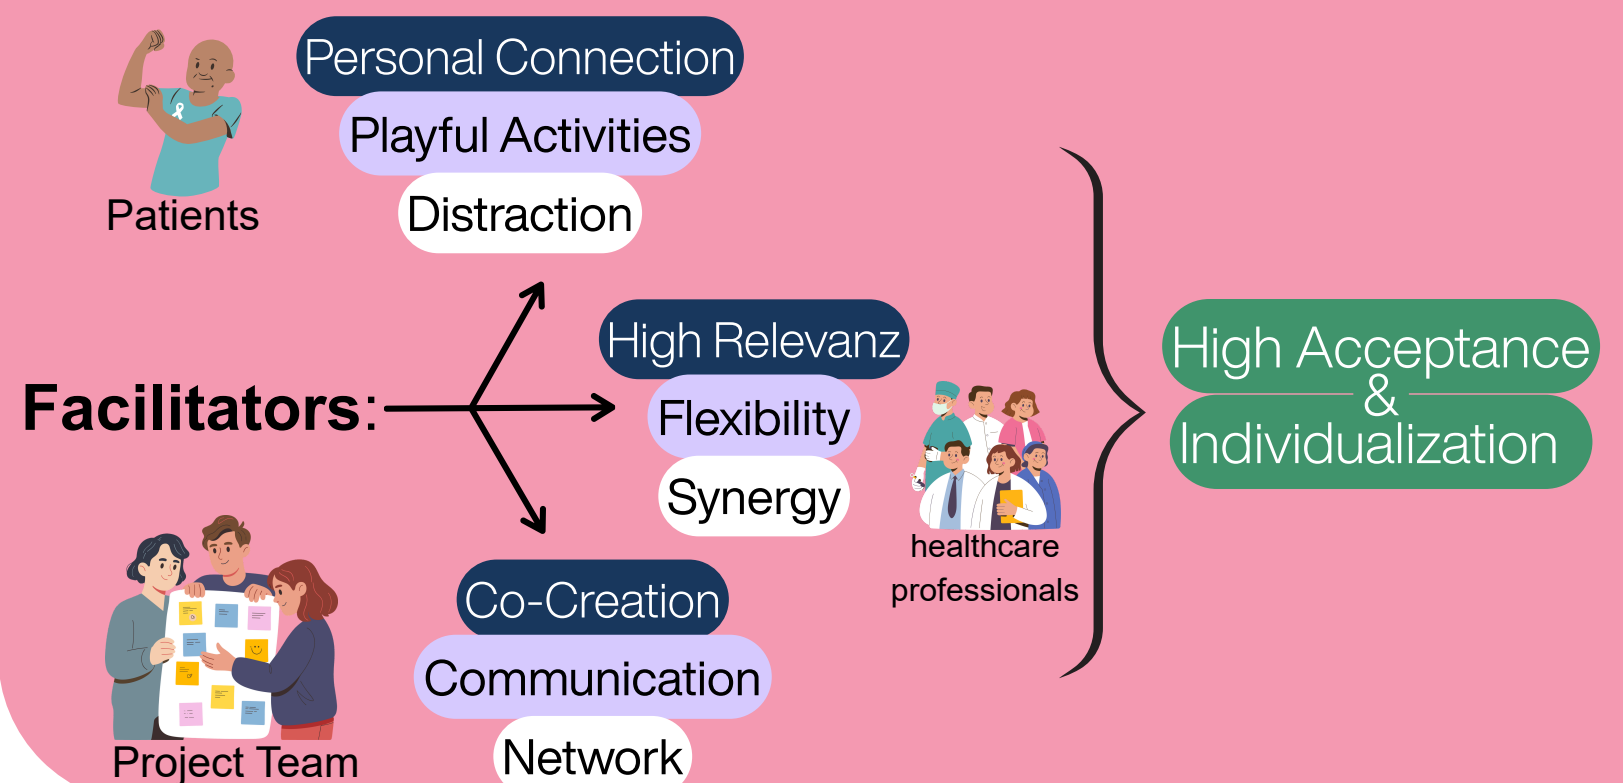 Personal Connection
Playful Activities
Distraction
Patients
Facilitators:
High Relevanz
Flexibility
Synergy
healthcare
professionals
Co-Creation
Communication
Network
Project Team
High Acceptance
&
Individualization